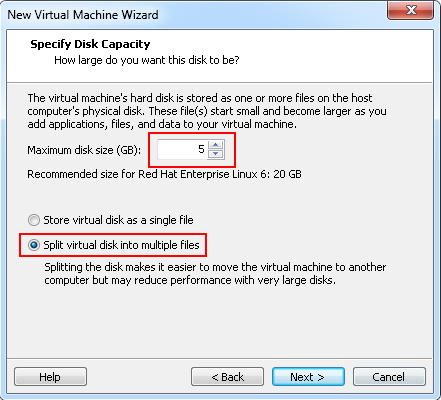 New Virtual Machine Wizard
Specify Disk Capacity
How large do you want this disk to be?
The virtual machine's hard disk is stored as one or more files on the host
computer's physical disk. These file(s) start small and become larger as you
add applications, files, and data to your virtual machine.
Maximum disk size (GB): 5
Recommended size for Red Hat Enterprise Linux 6: 20 GB
Store virtual disk as a single file
Split virtual disk into multiple files
Splitting the disk makes it easier to move the virtual machine to another
computer but may reduce performance with very large disks.
Help < Back Next > Cancel